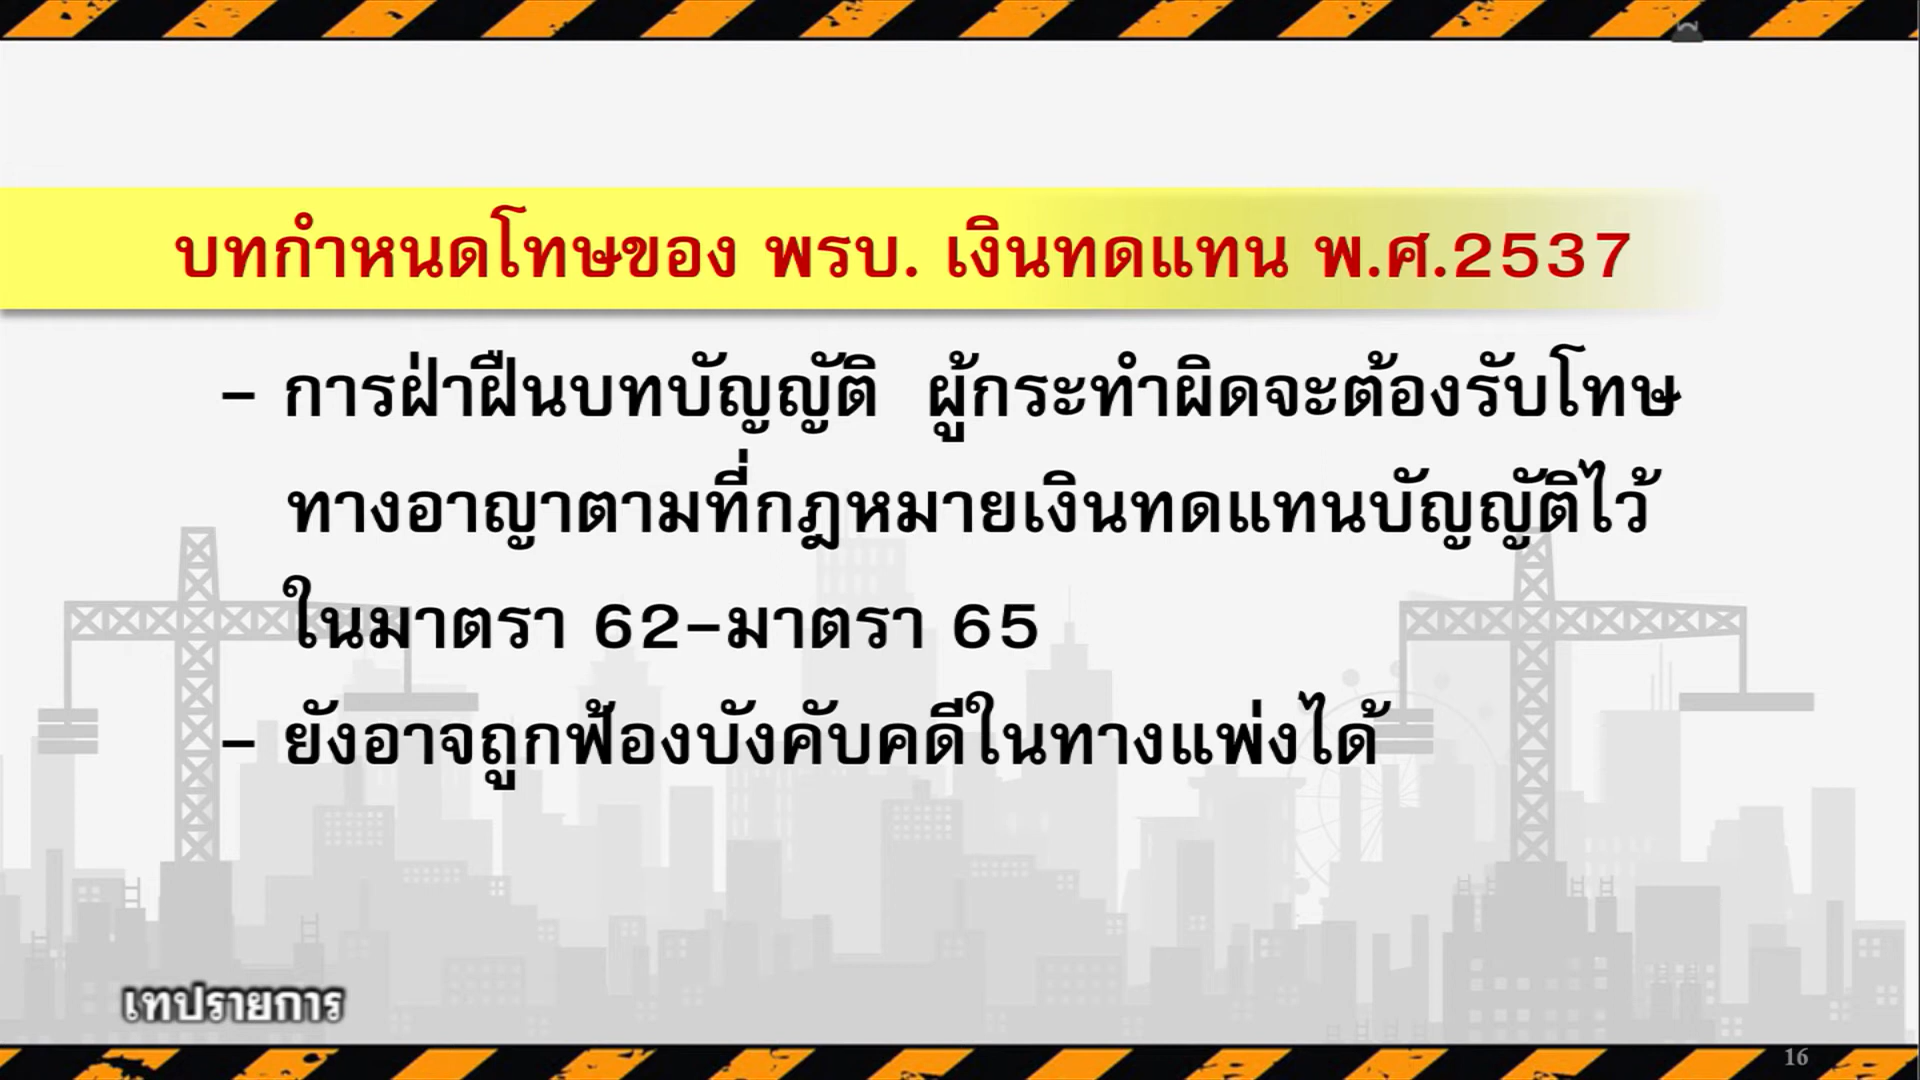 บทกำหนดโทษของ พรบ. เงินทดแทน พ.ศ.2537
– การฝ่าฝืนบทบัญญัติ ผู้กระทำผิดจะต้องรับโทษ
ทางอาญาตามที่กฎหมายเงินทดแทนบัญญัติไว้
ในมาตรา 62–มาตรา 65
– ยังอาจถูกฟ้องบังคับคดีในทางแพ่งได้
เทปรายการ
16